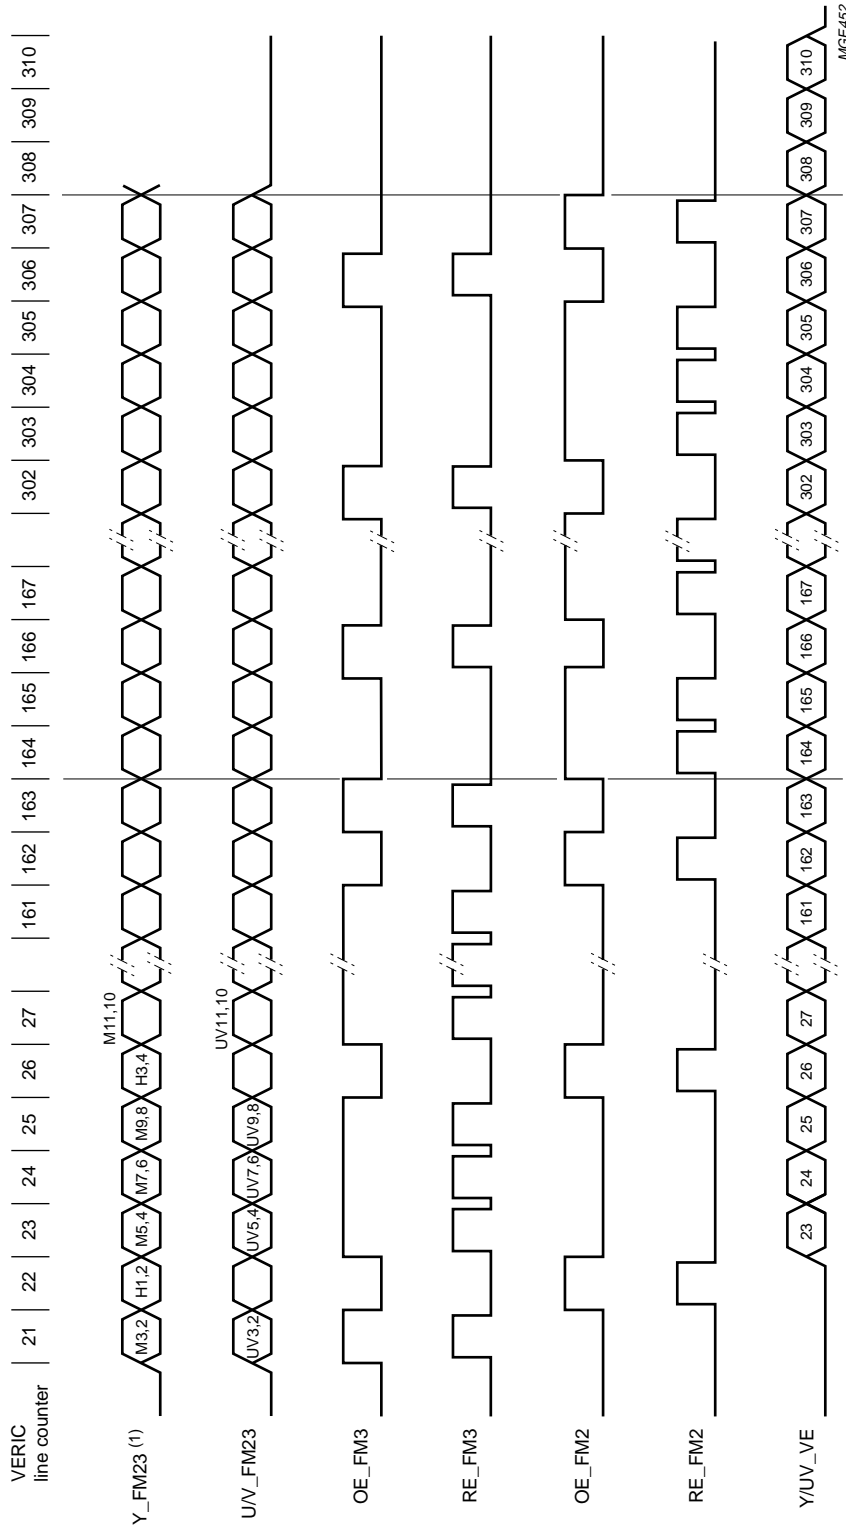 VERIC
line counter
21 22 23 24 25 26 27 161 162 163 164 165 166 167 302 303 304 305 306 307 308 309 310
Y_FM23 (1)
M3,2 H1,2 M5,4 M7,6 M9,8 H3,4 M11,10
U/V_FM23
UV3,2 UV5,4 UV7,6 UV9,8 UV11,10
OE_FM3
RE_FM3
OE_FM2
RE_FM2
Y/UV_VE
23 24 25 26 27 161 162 163 164 165 166 167 302 303 304 305 306 307 308 309 310
MGE452